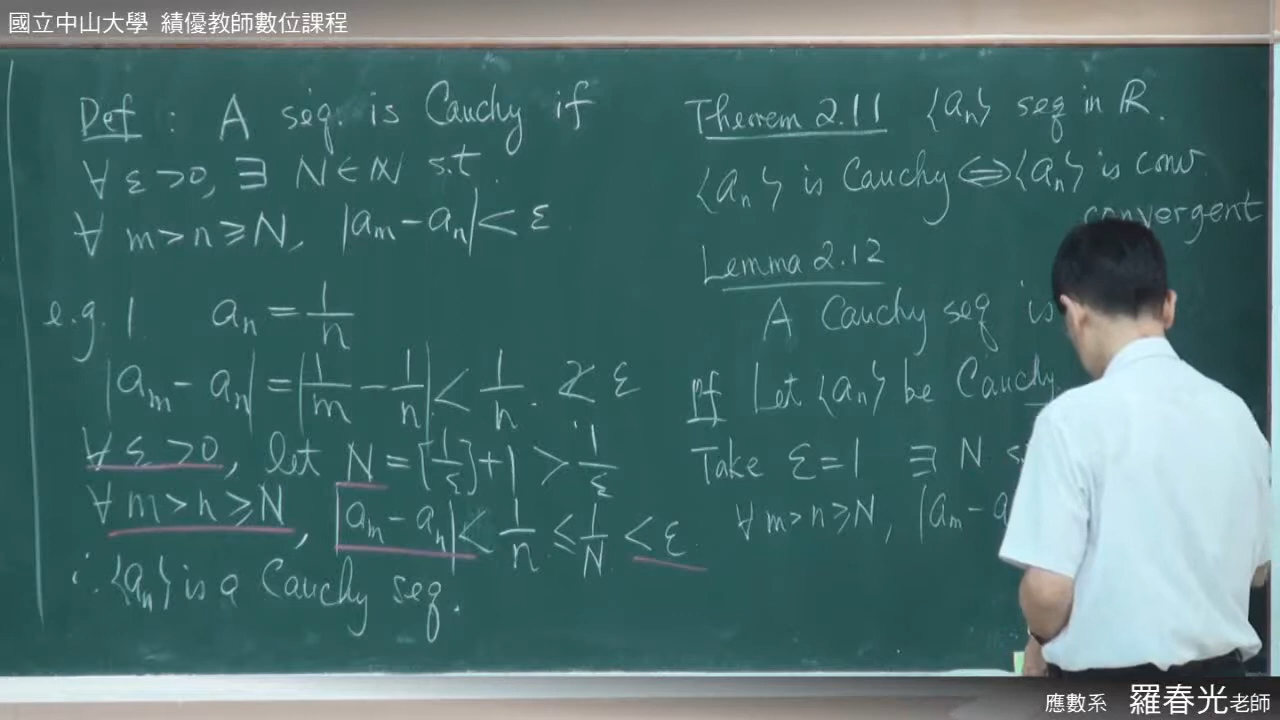 國立中山大學 績優教師數位課程
Def : A seq. is Cauchy if
∀ ε > 0, ∃ N ∈ ℕ s.t.
∀ m > n ≥ N, |aₘ − aₙ| < ε
e.g. 1 aₙ = 1/n
|aₘ − aₙ| = |1/m − 1/n| < 1/n. < ε
∀ ε > 0, let N = [1/ε] + 1 > 1/ε
∀ m > n ≥ N, |aₘ − aₙ| < 1/n ≤ 1/N < ε
∴ ⟨aₙ⟩ is a Cauchy seq.
Theorem 2.11 ⟨aₙ⟩ seq in ℝ.
⟨aₙ⟩ is Cauchy ⇔ ⟨aₙ⟩ is conv.
convergent
Lemma 2.12
A Cauchy seq is
Pf Let ⟨aₙ⟩ be Cauchy.
Take ε = 1 ∃ N s
∀ m > n ≥ N, |aₘ − a
應數系 羅春光老師